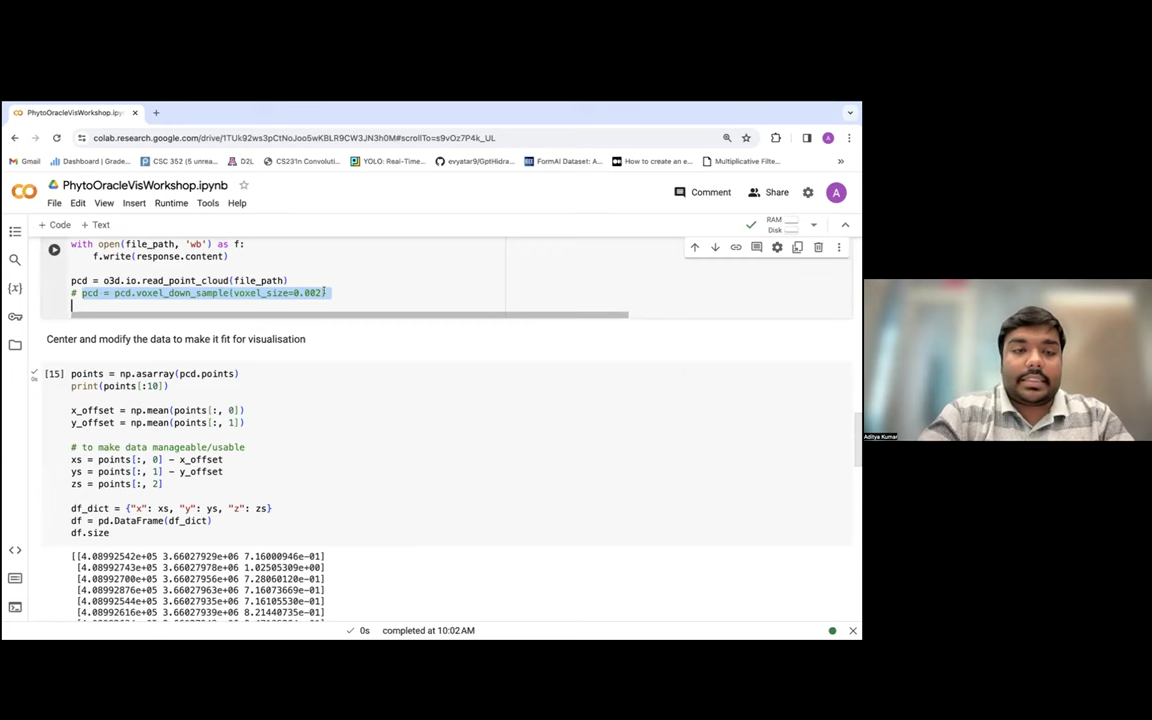 PhytoOracleVisWorkshop.ipyn
colab.research.google.com/drive/1TUk92ws3pCtNoJoo5wKBLR9CW3JN3h0M#scrollTo=s9vOz7P4k_UL
Gmail
Dashboard | Grade...
CSC 352 (5 unrea...
D2L
CS231n Convoluti...
YOLO: Real-Time...
evyatar9/GptHidra...
FormAI Dataset: A...
How to create an e...
Multiplicative Filte...
»
PhytoOracleVisWorkshop.ipynb
Comment
Share
A
File Edit View Insert Runtime Tools Help
+ Code + Text
RAM
Disk
with open(file_path, 'wb') as f:
f.write(response.content)
pcd = o3d.io.read_point_cloud(file_path)
# pcd = pcd.voxel_down_sample(voxel_size=0.002)
Center and modify the data to make it fit for visualisation
[15] points = np.asarray(pcd.points)
0s
print(points[:10])
x_offset = np.mean(points[:, 0])
y_offset = np.mean(points[:, 1])
# to make data manageable/usable
xs = points[:, 0] - x_offset
ys = points[:, 1] - y_offset
zs = points[:, 2]
df_dict = {"x": xs, "y": ys, "z": zs}
df = pd.DataFrame(df_dict)
df.size
[[4.08992542e+05 3.66027929e+06 7.16000946e-01]
[4.08992743e+05 3.66027978e+06 1.02505309e+00]
[4.08992700e+05 3.66027956e+06 7.28060120e-01]
[4.08992876e+05 3.66027963e+06 7.16073669e-01]
[4.08992544e+05 3.66027935e+06 7.16105530e-01]
[4.08992616e+05 3.66027939e+06 8.21440735e-01]
0s completed at 10:02 AM
Aditya Kumar